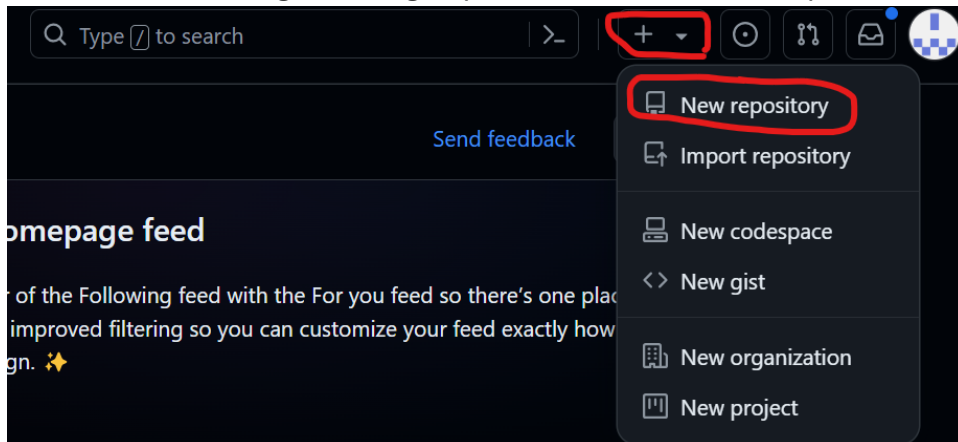 Type / to search
New repository
Send feedback
Import repository
omepage feed
New codespace
of the Following feed with the For you feed so there's one plac
New gist
improved filtering so you can customize your feed exactly how
gn. ✨
New organization
New project